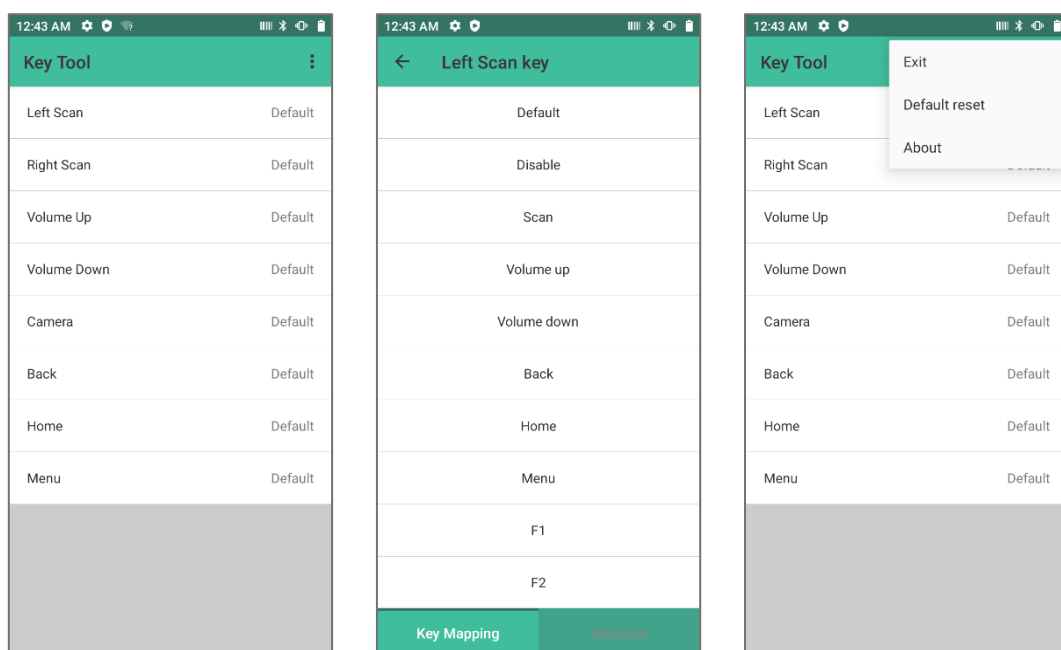 12:43 AM
Key Tool
Left Scan Default
Right Scan Default
Volume Up Default
Volume Down Default
Camera Default
Back Default
Home Default
Menu Default
12:43 AM
Left Scan key
Default
Disable
Scan
Volume up
Volume down
Back
Home
Menu
F1
F2
Key Mapping Shortcut
12:43 AM
Key Tool
Exit
Default reset
About
Left Scan
Right Scan
Volume Up Default
Volume Down Default
Camera Default
Back Default
Home Default
Menu Default